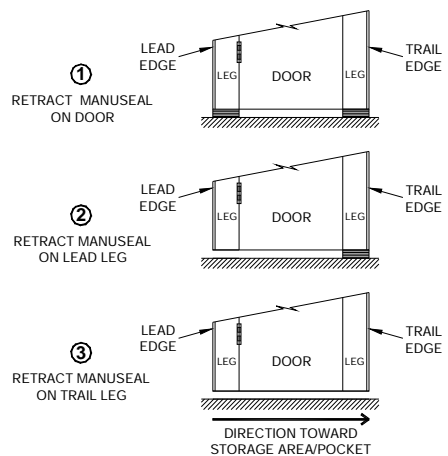 1
RETRACT MANUSEAL
ON DOOR
LEAD
EDGE
LEG
DOOR
LEG
TRAIL
EDGE
2
RETRACT MANUSEAL
ON LEAD LEG
LEAD
EDGE
LEG
DOOR
LEG
TRAIL
EDGE
3
RETRACT MANUSEAL
ON TRAIL LEG
LEAD
EDGE
LEG
DOOR
LEG
TRAIL
EDGE
DIRECTION TOWARD
STORAGE AREA/POCKET